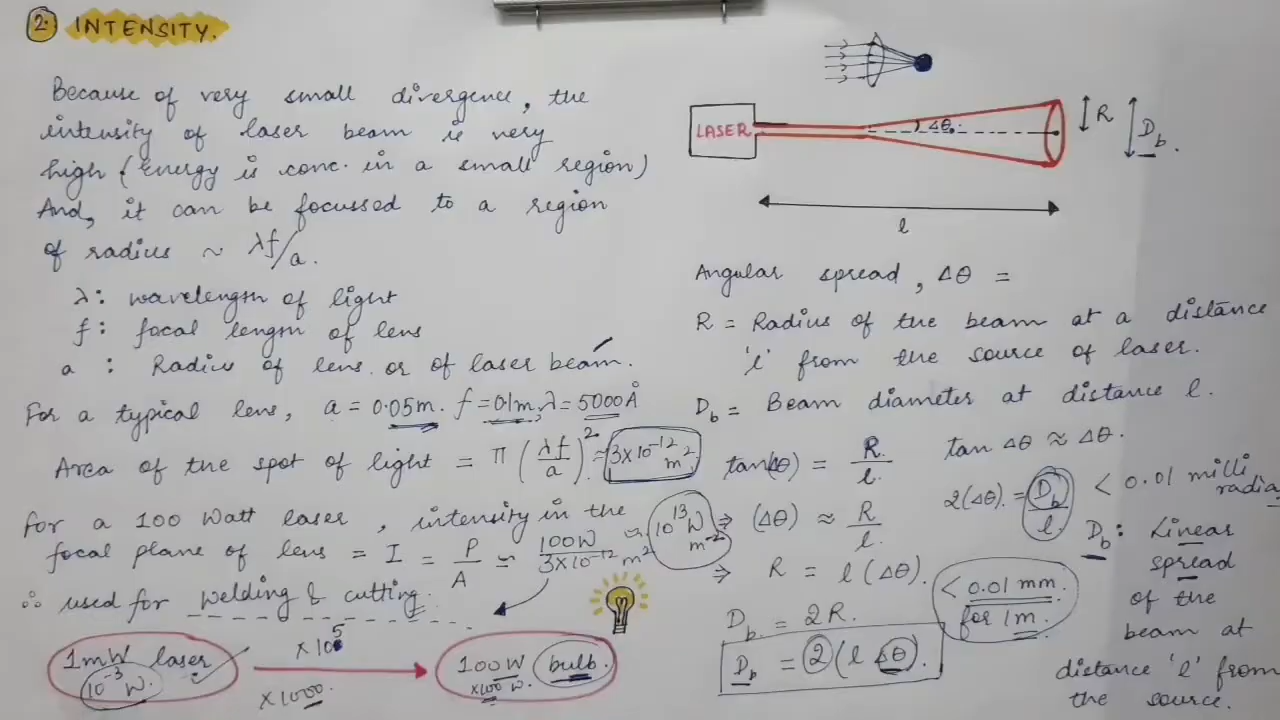 2. INTENSITY.
Because of very small divergence, the
intensity of laser beam is very
high (Energy is conc. in a small region)
And, it can be focussed to a region
of radius ~ λf/a.
λ: wavelength of light
f: focal length of lens
a: Radius of lens or of laser beam.
For a typical lens, a = 0.05m. f = 0.1m, λ = 5000Å
Area of the spot of light = π (λf/a)² ≈ 3×10⁻¹² m²
For a 100 Watt laser, intensity in the
focal plane of lens = I = P/A ≃ 100W/3×10⁻¹² m² ≃ 10¹³ W m⁻²
∴ used for welding & cutting.
1mW laser
10⁻³ W.
×10⁵
×1000.
100W bulb.
×100 W.
LASER
Δθ.
R
D_b.
l
Angular spread, Δθ =
R = Radius of the beam at a distance
'l' from the source of laser.
D_b = Beam diameter at distance l.
tan(Δθ) = R/l.
tan Δθ ≈ Δθ.
⇒ (Δθ) ≈ R/l.
2(Δθ). = D_b/l < 0.01 milli
radia
⇒ R = l(Δθ).
< 0.01 mm.
for 1m.
D_b = 2R.
D_b = 2(l Δθ).
D_b: Linear
spread
of the
beam at
distance 'l' from
the source.